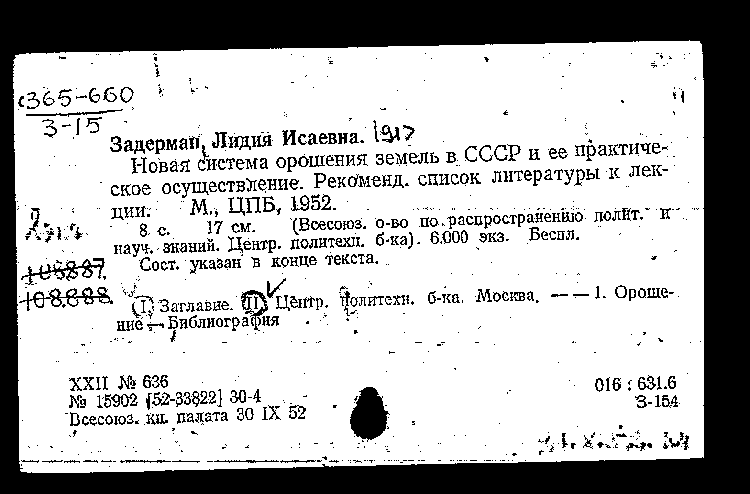 с365-660
3-15
Задерман, Лидия Исаевна. 1917
Новая система орошения земель в СССР и ее практиче-
ское осуществление. Рекоменд. список литературы к лек-
ции. М., ЦПБ, 1952.
8 с. 17 см. (Всесоюз. о-во по распространению полит. и
науч. знаний. Центр. политехн. б-ка). 6.000 экз. Беспл.
Сост. указан в конце текста.
I. Заглавие. II. Центр. политехн. б-ка. Москва. — — 1. Ороше-
ние — Библиография
XXII № 636
№ 15902 [52-33822] 30-4
Всесоюз. кн. палата 30 IX 52
016 : 631.6
З-154